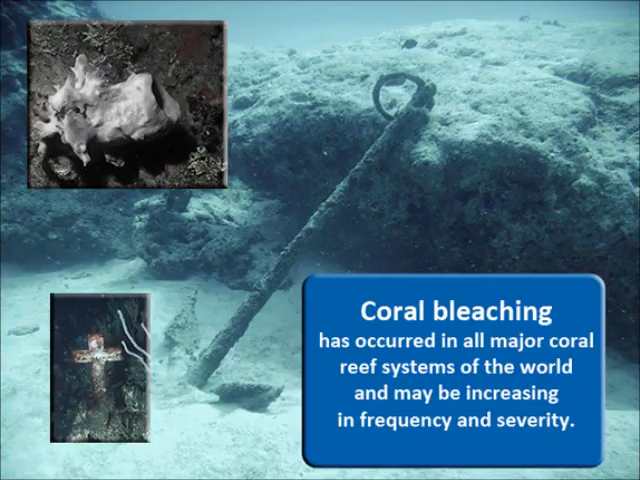 Coral bleaching
has occurred in all major coral
reef systems of the world
and may be increasing
in frequency and severity.